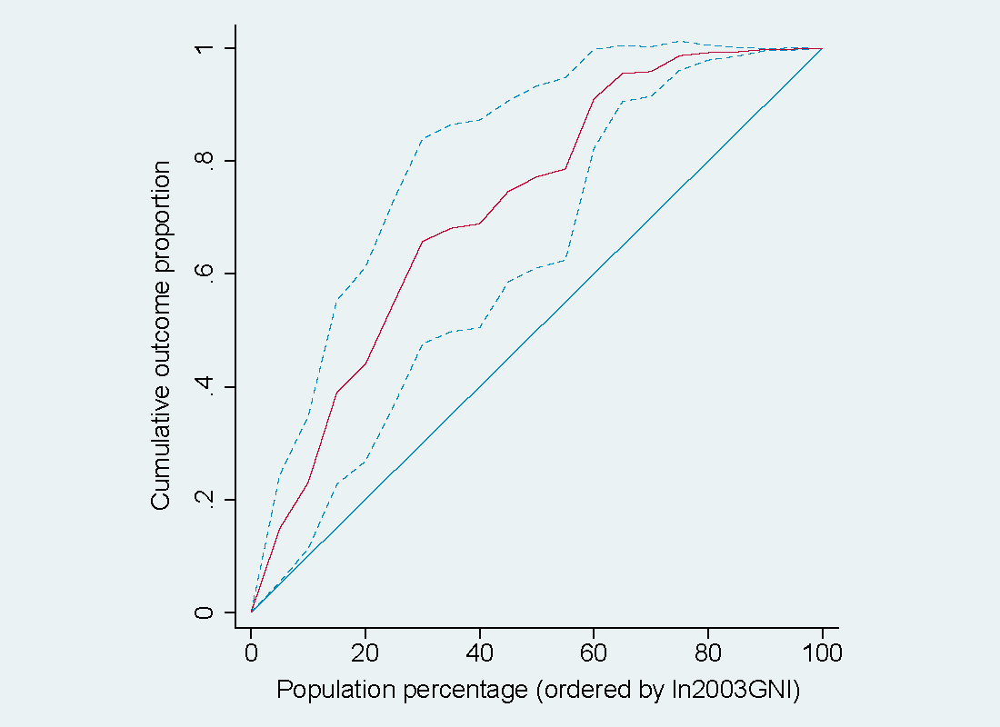 Cumulative outcome proportion
1
.8
.6
.4
.2
0
0 20 40 60 80 100
Population percentage (ordered by ln2003GNI)